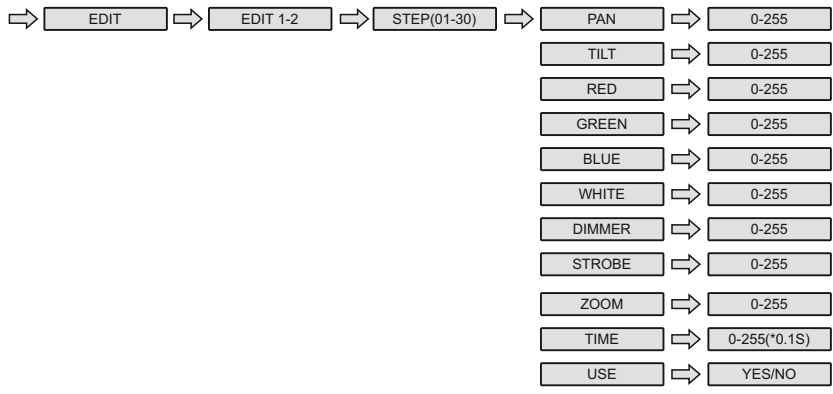 EDIT EDIT 1-2 STEP(01-30) PAN 0-255
TILT 0-255
RED 0-255
GREEN 0-255
BLUE 0-255
WHITE 0-255
DIMMER 0-255
STROBE 0-255
ZOOM 0-255
TIME 0-255(*0.1S)
USE YES/NO